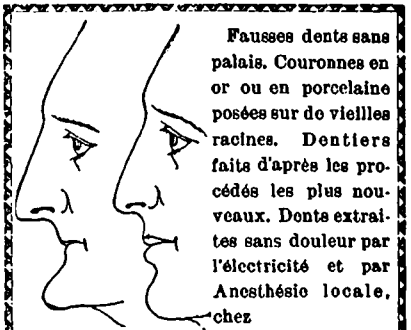 Fausses dents sans
palais. Couronnes en
or ou en porcelaine
posées sur de vieilles
racines. Dentiers
faits d'après les pro-
cédés les plus nou-
veaux. Dents extrai-
tes sans douleur par
l'électricité et par
Anesthésie locale,
chez